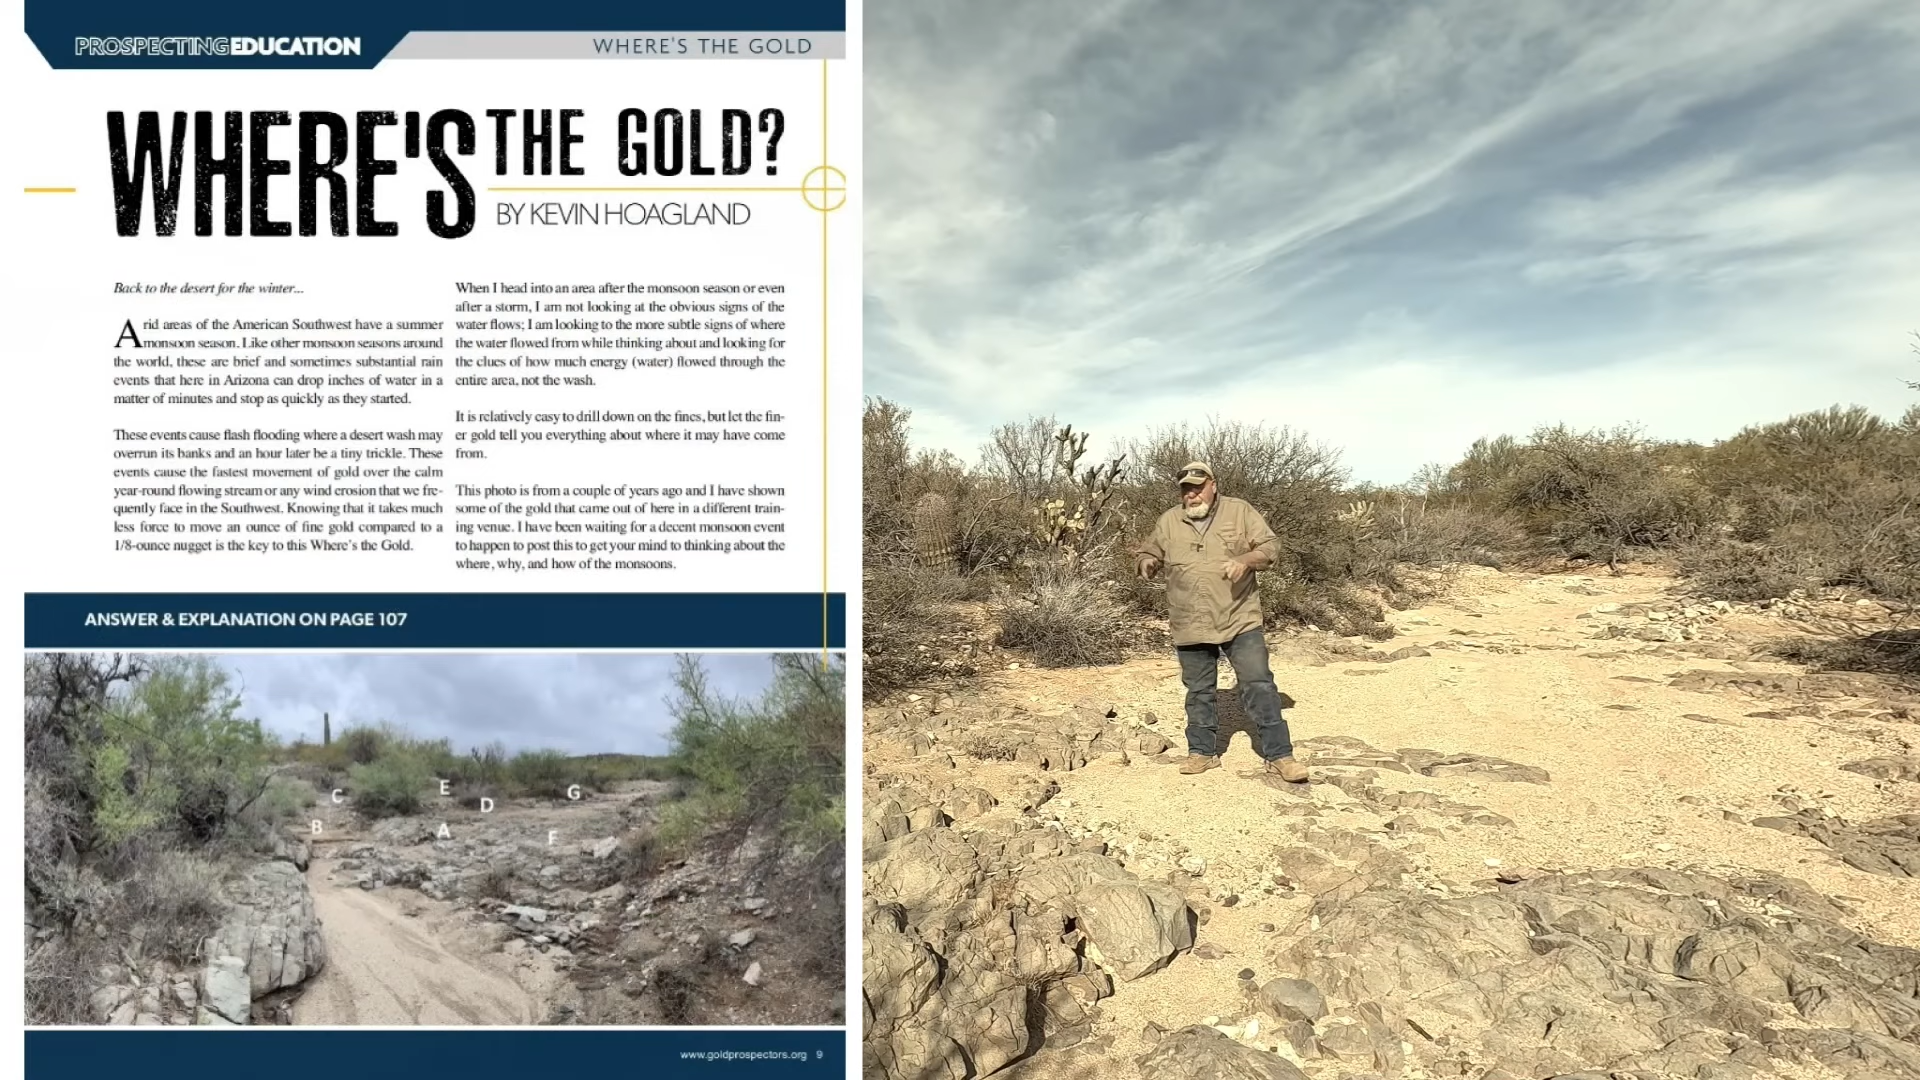 PROSPECTINGEDUCATION
WHERE'S THE GOLD
WHERE'S THE GOLD?
BY KEVIN HOAGLAND
Back to the desert for the winter...
Arid areas of the American Southwest have a summer
monsoon season. Like other monsoon seasons around
the world, these are brief and sometimes substantial rain
events that here in Arizona can drop inches of water in a
matter of minutes and stop as quickly as they started.
These events cause flash flooding where a desert wash may
overrun its banks and an hour later be a tiny trickle. These
events cause the fastest movement of gold over the calm
year-round flowing stream or any wind erosion that we fre-
quently face in the Southwest. Knowing that it takes much
less force to move an ounce of fine gold compared to a
1/8-ounce nugget is the key to this Where's the Gold.
When I head into an area after the monsoon season or even
after a storm, I am not looking at the obvious signs of the
water flows; I am looking to the more subtle signs of where
the water flowed from while thinking about and looking for
the clues of how much energy (water) flowed through the
entire area, not the wash.
It is relatively easy to drill down on the fines, but let the fin-
er gold tell you everything about where it may have come
from.
This photo is from a couple of years ago and I have shown
some of the gold that came out of here in a different train-
ing venue. I have been waiting for a decent monsoon event
to happen to post this to get your mind to thinking about the
where, why, and how of the monsoons.
ANSWER & EXPLANATION ON PAGE 107
C
E
D
G
B
A
F
www.goldprospectors.org 9